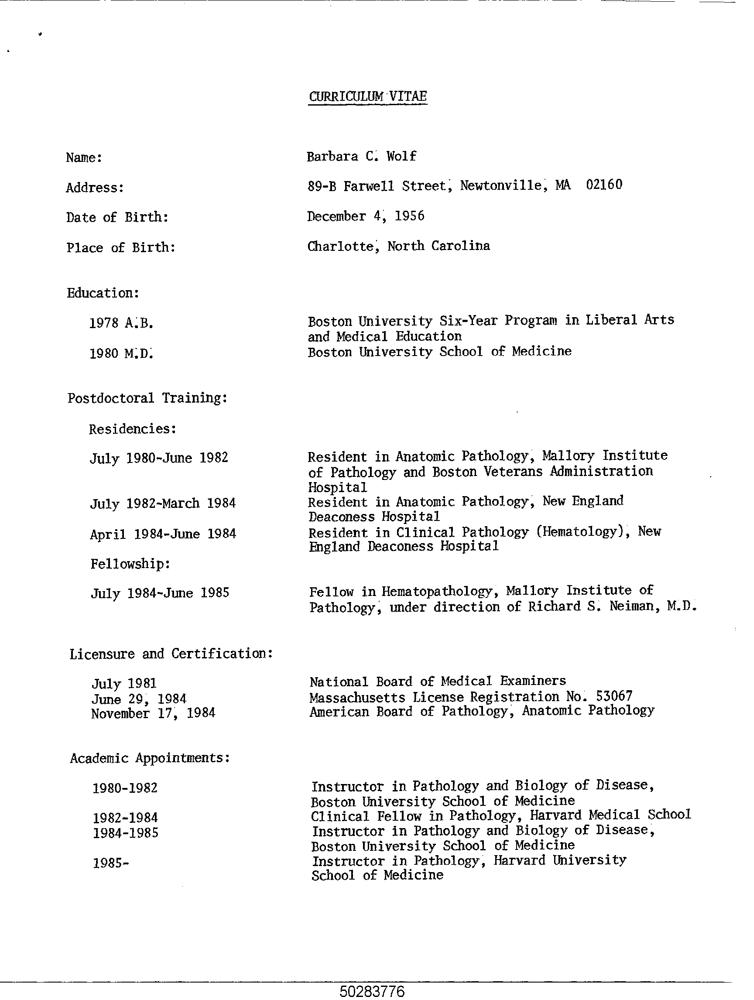 CURRICULUM VITAE
Name: Barbara C. Wolf
Address: 89-B Farwell Street, Newtonville, MA 02160
Date of Birth: December 4, 1956
Place of Birth: Charlotte, North Carolina
Education:
1978 A.B. Boston University Six-Year Program in Liberal Arts
and Medical Education
1980 M.D. Boston University School of Medicine
Postdoctoral Training:
Residencies:
July 1980-June 1982 Resident in Anatomic Pathology, Mallory Institute
of Pathology and Boston Veterans Administration
Hospital
July 1982-March 1984 Resident in Anatomic Pathology, New England
Deaconess Hospital
April 1984-June 1984 Resident in Clinical Pathology (Hematology), New
England Deaconess Hospital
Fellowship:
July 1984-June 1985 Fellow in Hematopathology, Mallory Institute of
Pathology, under direction of Richard S. Neiman, M.D.
Licensure and Certification:
July 1981 National Board of Medical Examiners
June 29, 1984 Massachusetts License Registration No. 53067
November 17, 1984 American Board of Pathology, Anatomic Pathology
Academic Appointments:
1980-1982 Instructor in Pathology and Biology of Disease,
Boston University School of Medicine
1982-1984 Clinical Fellow in Pathology, Harvard Medical School
1984-1985 Instructor in Pathology and Biology of Disease,
Boston University School of Medicine
1985- Instructor in Pathology, Harvard University
School of Medicine
50283776